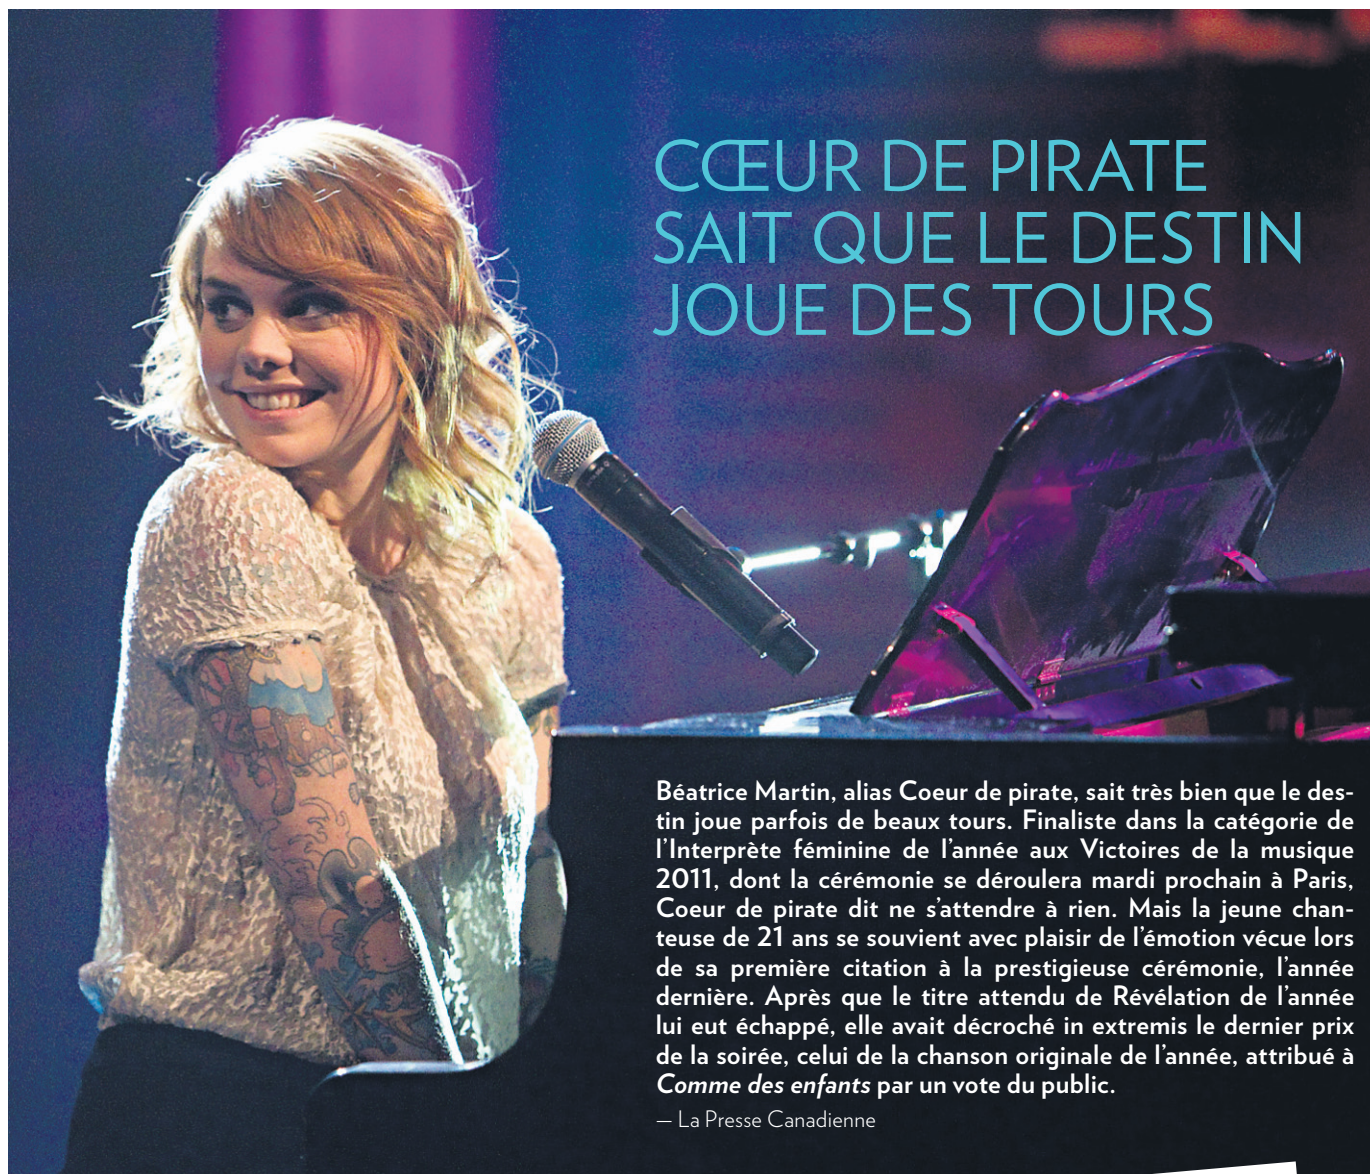 CŒUR DE PIRATE
SAIT QUE LE DESTIN
JOUE DES TOURS
Béatrice Martin, alias Coeur de pirate, sait très bien que le des-
tin joue parfois de beaux tours. Finaliste dans la catégorie de
l'Interprète féminine de l'année aux Victoires de la musique
2011, dont la cérémonie se déroulera mardi prochain à Paris,
Coeur de pirate dit ne s'attendre à rien. Mais la jeune chan-
teuse de 21 ans se souvient avec plaisir de l'émotion vécue lors
de sa première citation à la prestigieuse cérémonie, l'année
dernière. Après que le titre attendu de Révélation de l'année
lui eut échappé, elle avait décroché in extremis le dernier prix
de la soirée, celui de la chanson originale de l'année, attribué à
Comme des enfants par un vote du public.
— La Presse Canadienne